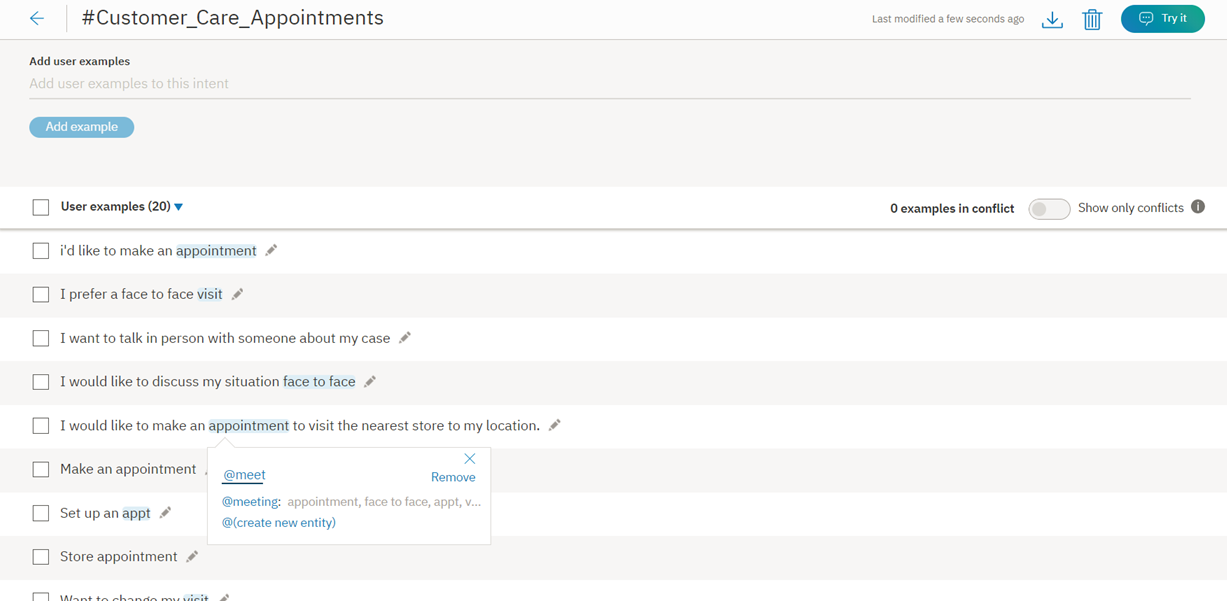 #Customer_Care_Appointments
Last modified a few seconds ago
Try it
Add user examples
Add user examples to this intent
Add example
User examples (20)
0 examples in conflict
Show only conflicts
i'd like to make an appointment
I prefer a face to face visit
I want to talk in person with someone about my case
I would like to discuss my situation face to face
I would like to make an appointment to visit the nearest store to my location.
@meet
Remove
@meeting: appointment, face to face, appt, v...
@(create new entity)
Make an appointment
Set up an appt
Store appointment
Want to change my visit